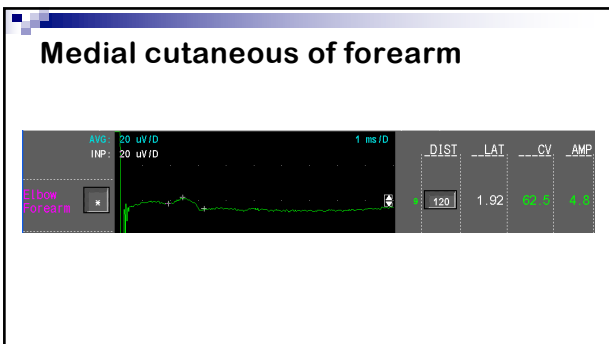 Medial cutaneous of forearm
AVG: 20 uV/D 1 ms/D
INP: 20 uV/D
DIST LAT CV AMP
Elbow
Forearm * 9 120 1.92 62.5 4.8